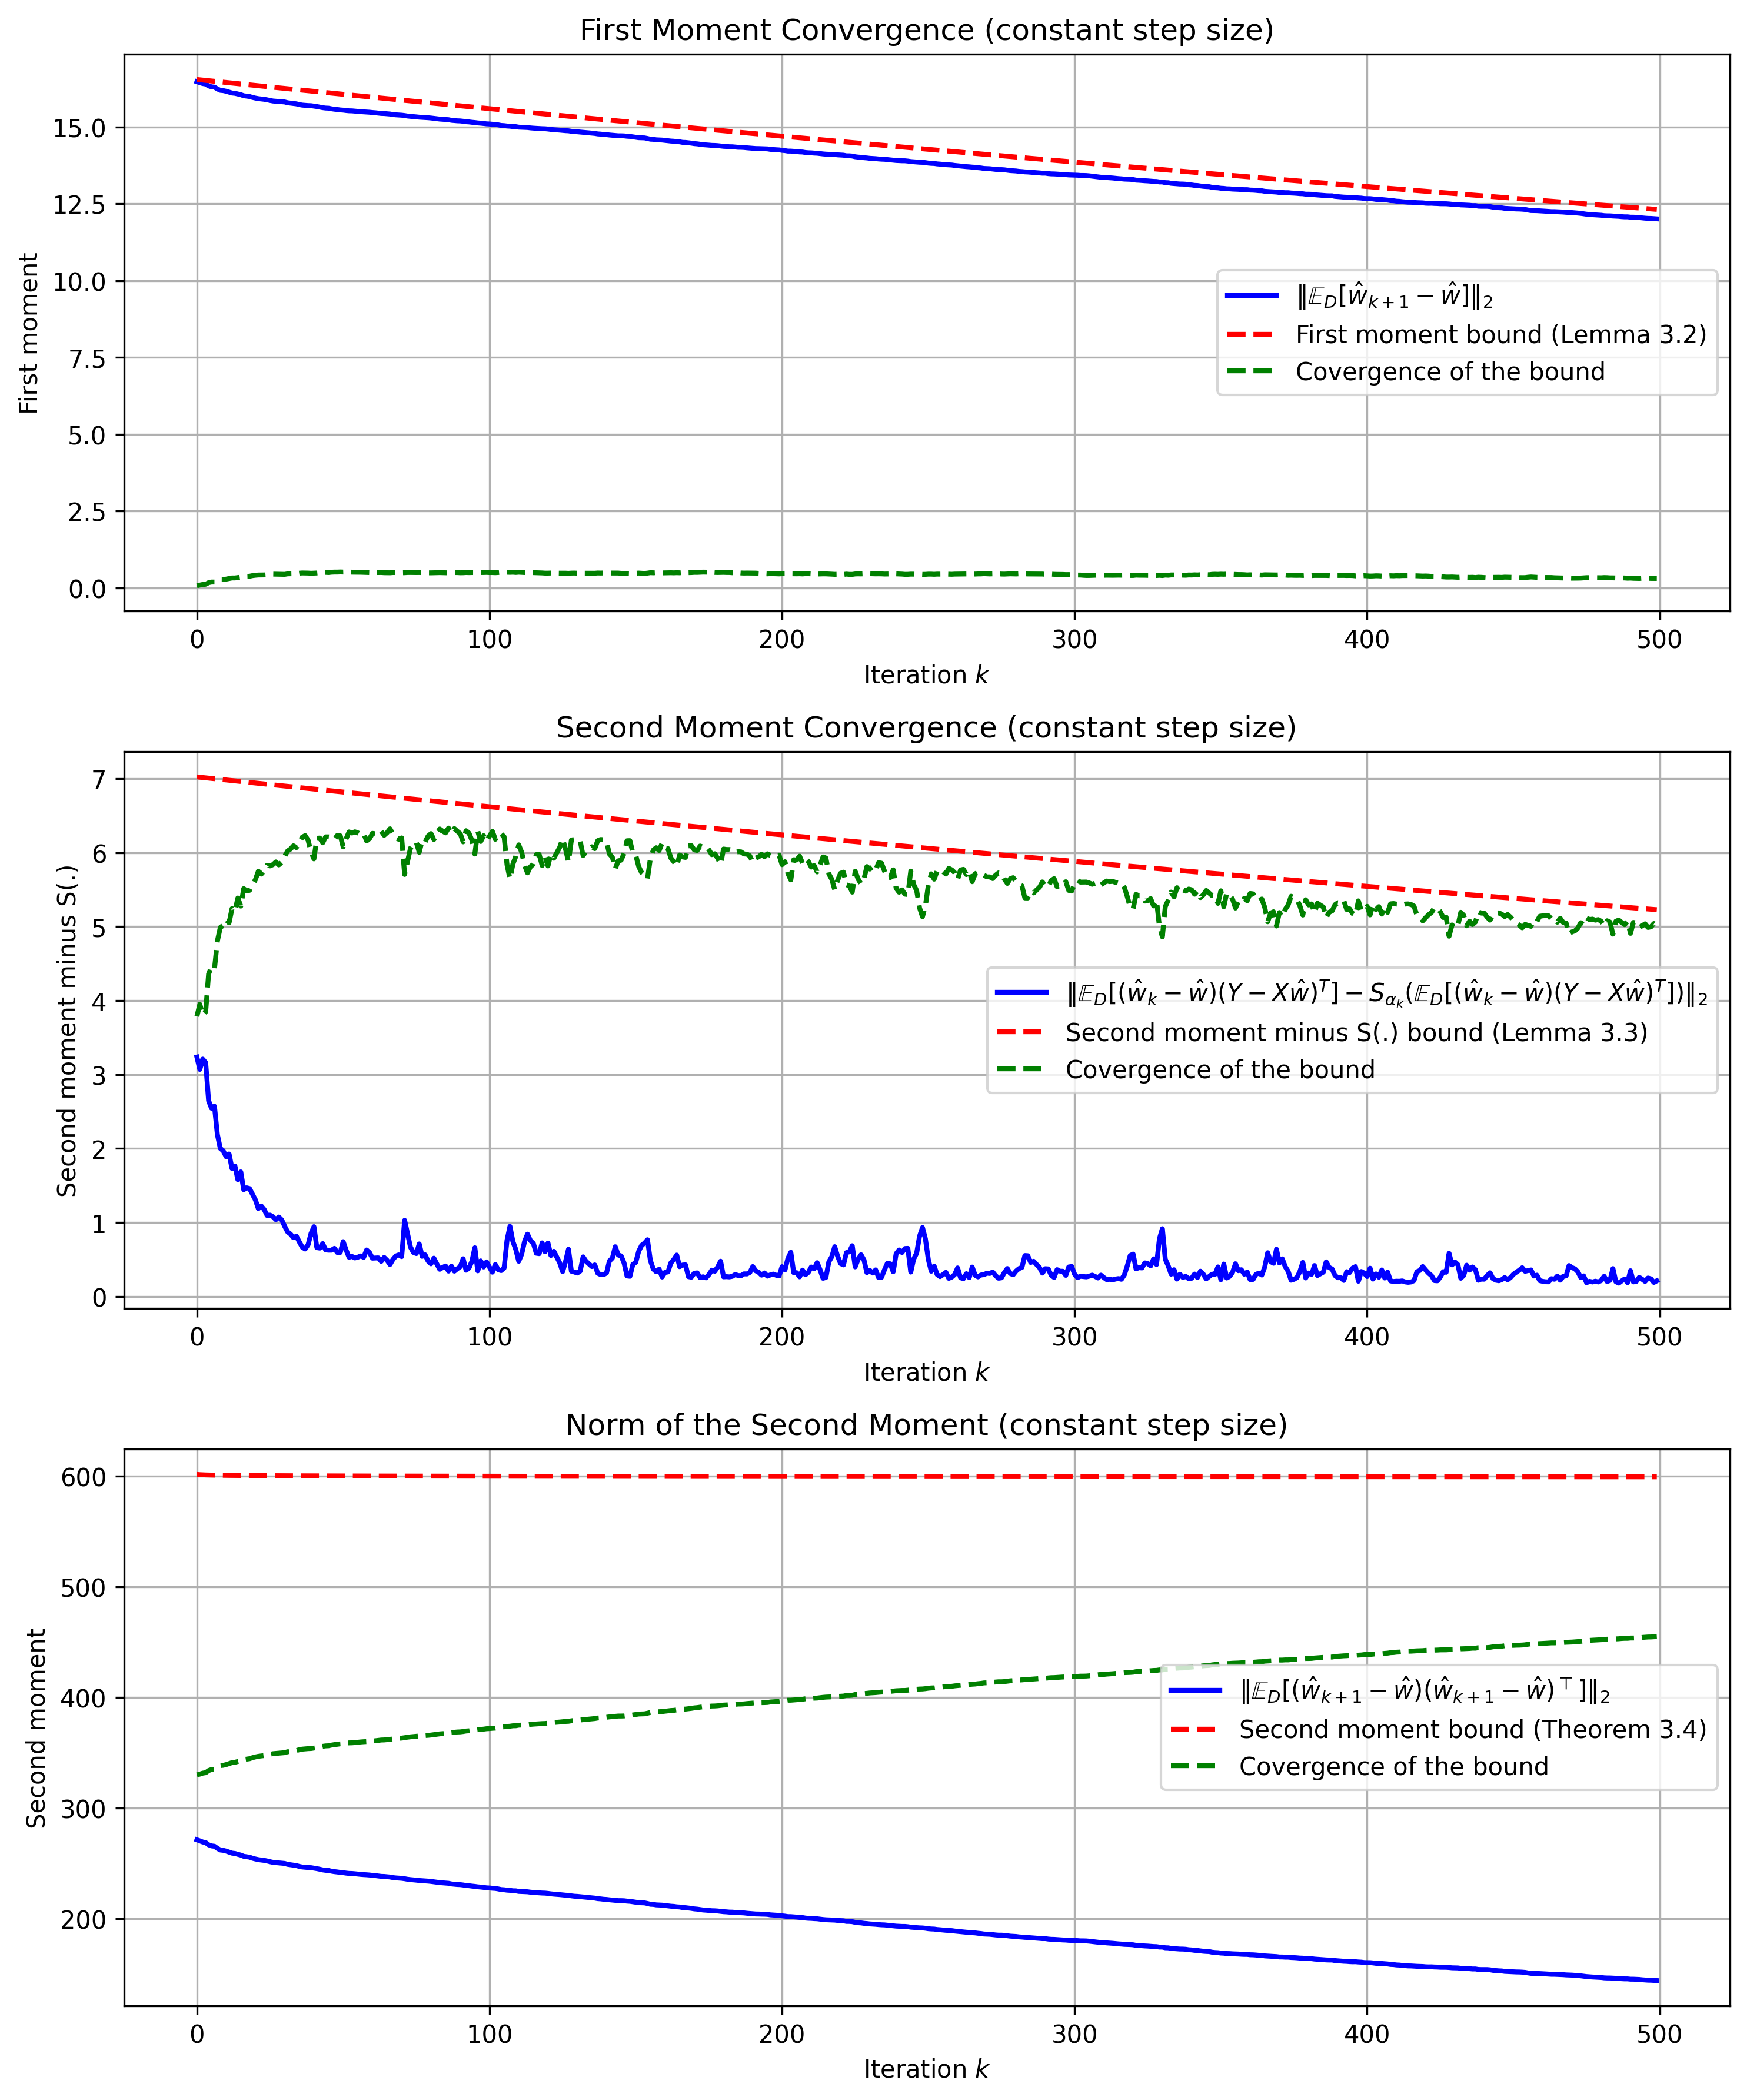 First Moment Convergence (constant step size)
First moment
15.0
12.5
10.0
7.5
5.0
2.5
0.0
‖𝔼_D[ŵ_{k+1} − ŵ]‖₂
First moment bound (Lemma 3.2)
Covergence of the bound
0 100 200 300 400 500
Iteration k
Second Moment Convergence (constant step size)
Second moment minus S(.)
7
6
5
4
3
2
1
0
‖𝔼_D[(ŵ_k − ŵ)(Y − Xŵ)^T] − S_{α_k}(𝔼_D[(ŵ_k − ŵ)(Y − Xŵ)^T])‖₂
Second moment minus S(.) bound (Lemma 3.3)
Covergence of the bound
0 100 200 300 400 500
Iteration k
Norm of the Second Moment (constant step size)
Second moment
600
500
400
300
200
‖𝔼_D[(ŵ_{k+1} − ŵ)(ŵ_{k+1} − ŵ)^⊤]‖₂
Second moment bound (Theorem 3.4)
Covergence of the bound
0 100 200 300 400 500
Iteration k